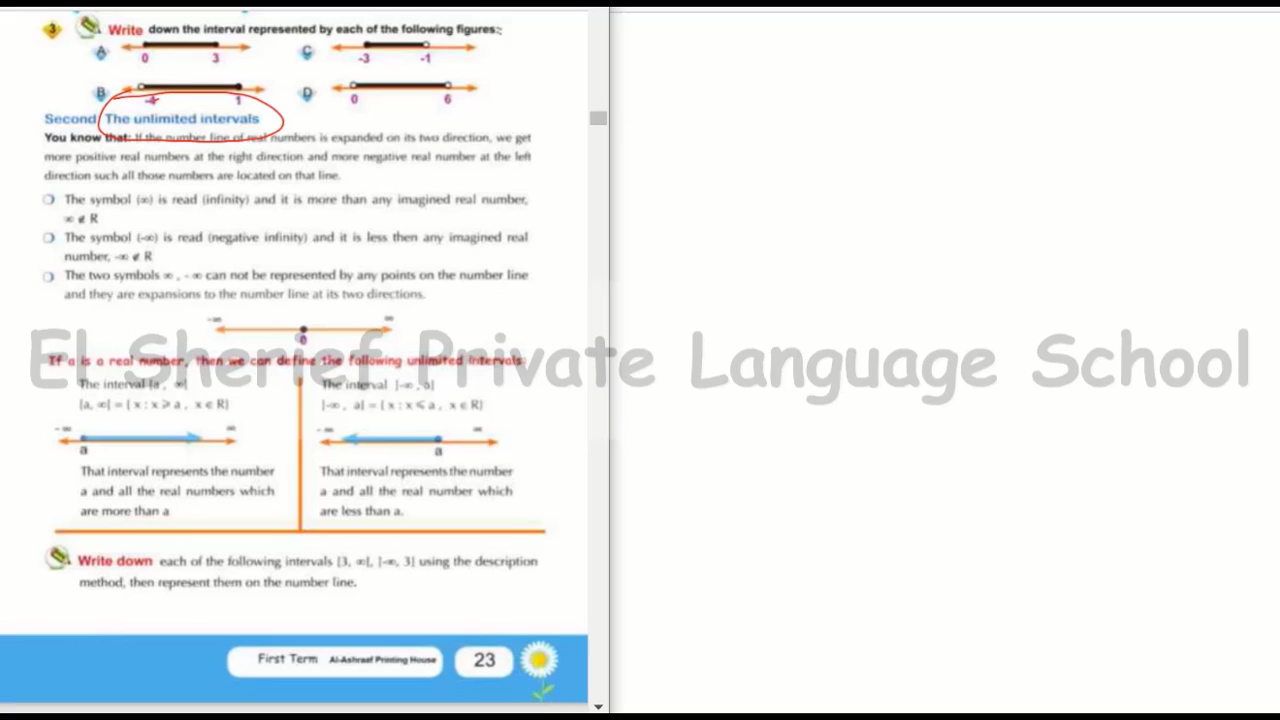 3 Write down the interval represented by each of the following figures:
A 0 3 C -3 -1
B -4 1 D 0 6
Second The unlimited intervals
You know that: If the number line of real numbers is expanded on its two direction, we get
more positive real numbers at the right direction and more negative real number at the left
direction such all those numbers are located on that line.
The symbol (∞) is read (infinity) and it is more than any imagined real number,
∞ ∉ R
The symbol (-∞) is read (negative infinity) and it is less then any imagined real
number, -∞ ∉ R
The two symbols ∞ , - ∞ can not be represented by any points on the number line
and they are expansions to the number line at its two directions.
-∞ ∞
0
El Sherief Private Language School
If a is a real number, then we can define the following unlimited intervals:
The interval [a , ∞[
[a, ∞[ = { x : x ⩾ a , x ∈ R}
-∞ ∞
a
That interval represents the number
a and all the real numbers which
are more than a
The interval ]-∞ , a]
]-∞ , a] = { x : x ⩽ a , x ∈ R}
-∞ ∞
a
That interval represents the number
a and all the real number which
are less than a.
Write down each of the following intervals [3, ∞[, ]-∞, 3] using the description
method, then represent them on the number line.
First Term Al-Ashraaf Printing House 23